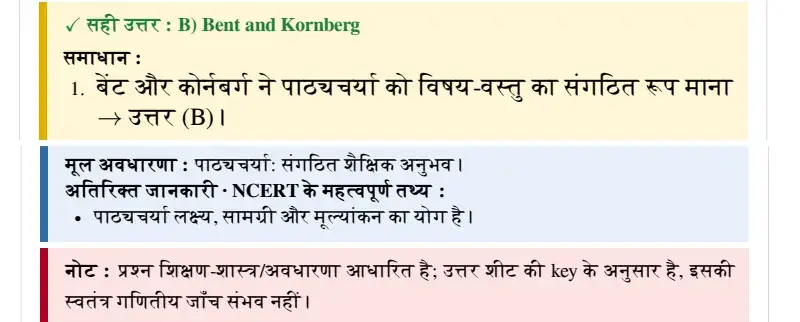 ✓ सही उत्तर : B) Bent and Kornberg
समाधान :
1. बेंट और कोर्नबर्ग ने पाठ्यचर्या को विषय-वस्तु का संगठित रूप माना
→ उत्तर (B)।
मूल अवधारणा : पाठ्यचर्या: संगठित शैक्षिक अनुभव।
अतिरिक्त जानकारी · NCERT के महत्वपूर्ण तथ्य :
• पाठ्यचर्या लक्ष्य, सामग्री और मूल्यांकन का योग है।
नोट : प्रश्न शिक्षण-शास्त्र/अवधारणा आधारित है; उत्तर शीट की key के अनुसार है, इसकी
स्वतंत्र गणितीय जाँच संभव नहीं।